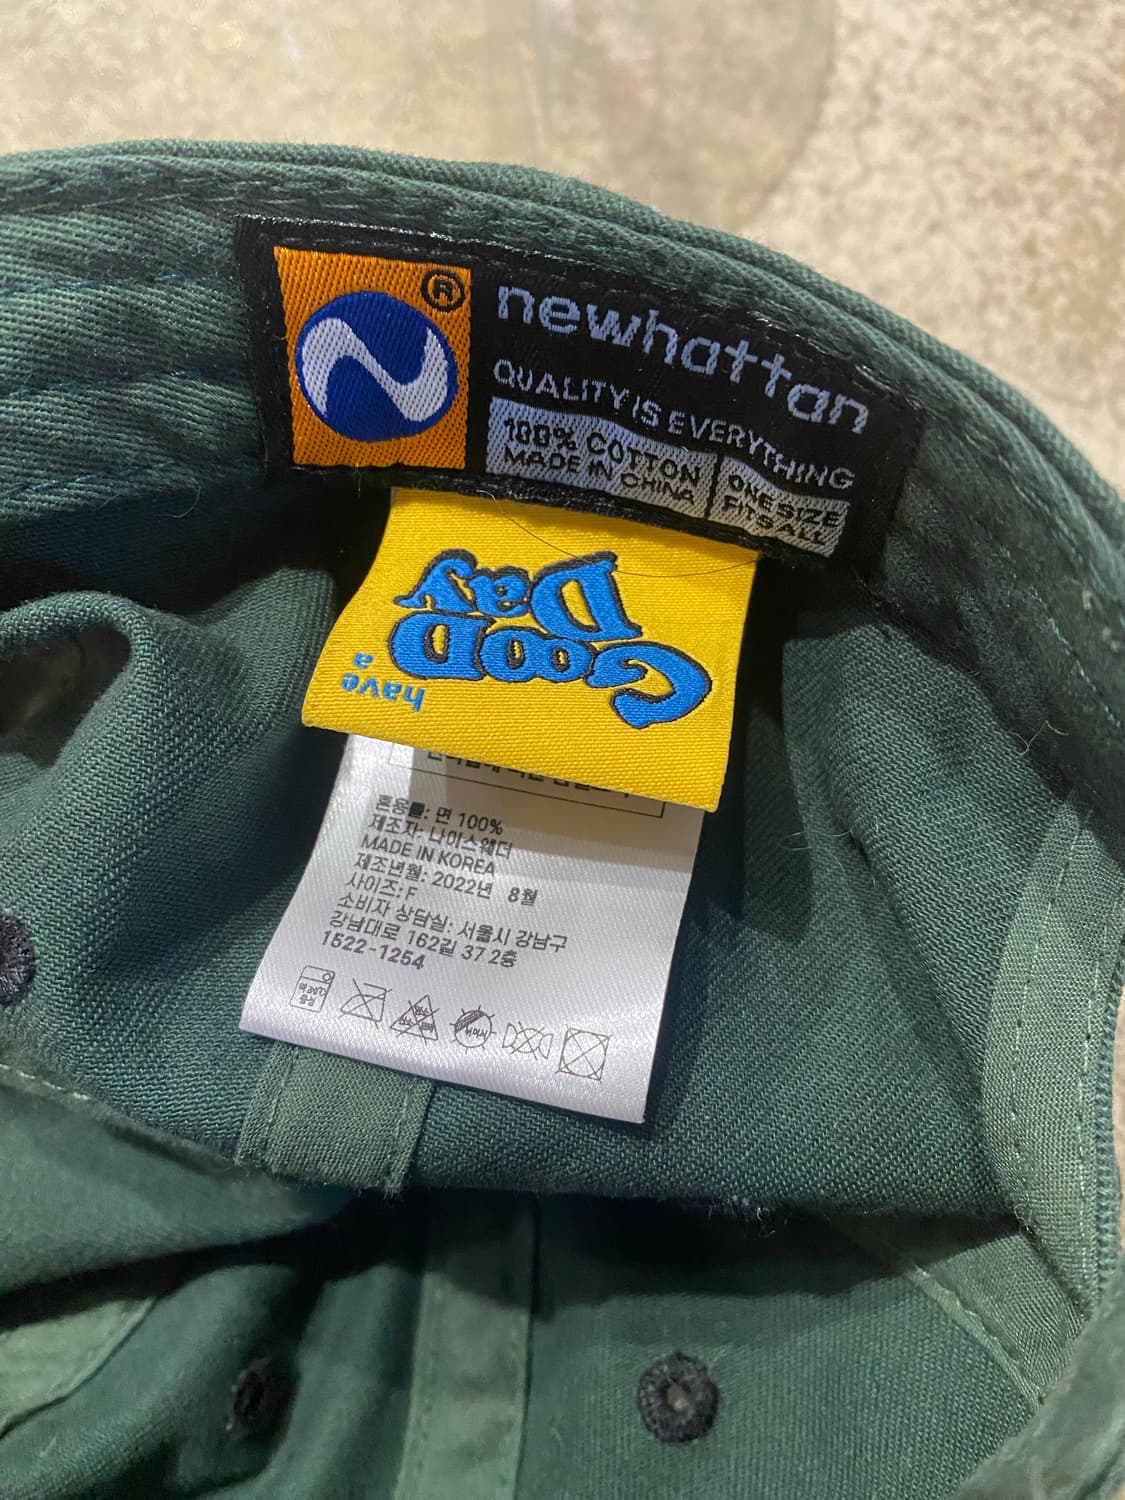 ®
newhattan
QUALITY IS EVERYTHING
100% COTTON
MADE IN CHINA
ONE SIZE
FITS ALL
have
a
GOOD
Day
혼용률: 면 100%
제조자: 나이스웨더
MADE IN KOREA
제조년월: 2022년 8월
사이즈: F
소비자 상담실: 서울시 강남구
강남대로 162길 37 2층
1522-1254